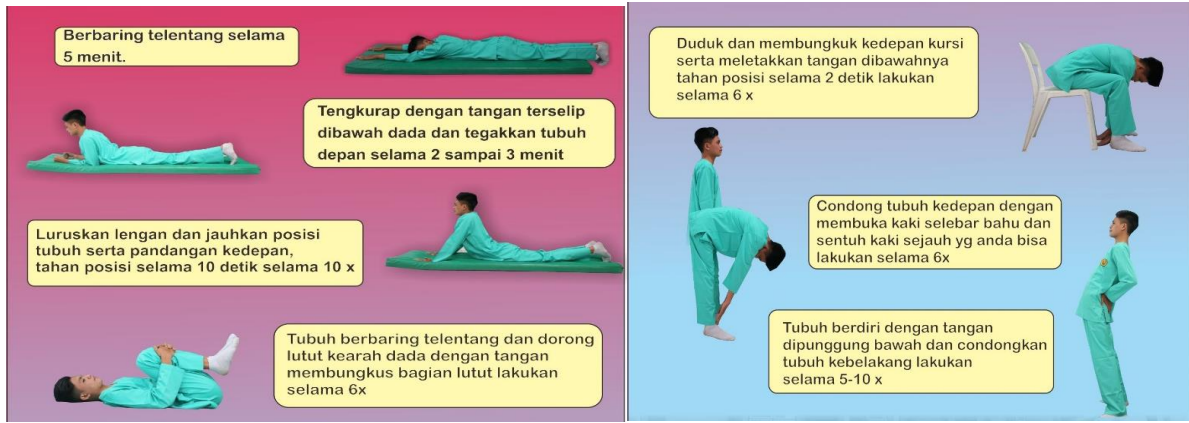 Berbaring telentang selama
5 menit.
Tengkurap dengan tangan terselip
dibawah dada dan tegakkan tubuh
depan selama 2 sampai 3 menit
Luruskan lengan dan jauhkan posisi
tubuh serta pandangan kedepan,
tahan posisi selama 10 detik selama 10 x
Tubuh berbaring telentang dan dorong
lutut kearah dada dengan tangan
membungkus bagian lutut lakukan
selama 6x
Duduk dan membungkuk kedepan kursi
serta meletakkan tangan dibawahnya
tahan posisi selama 2 detik lakukan
selama 6 x
Condong tubuh kedepan dengan
membuka kaki selebar bahu dan
sentuh kaki sejauh yg anda bisa
lakukan selama 6x
Tubuh berdiri dengan tangan
dipunggung bawah dan condongkan
tubuh kebelakang lakukan
selama 5-10 x